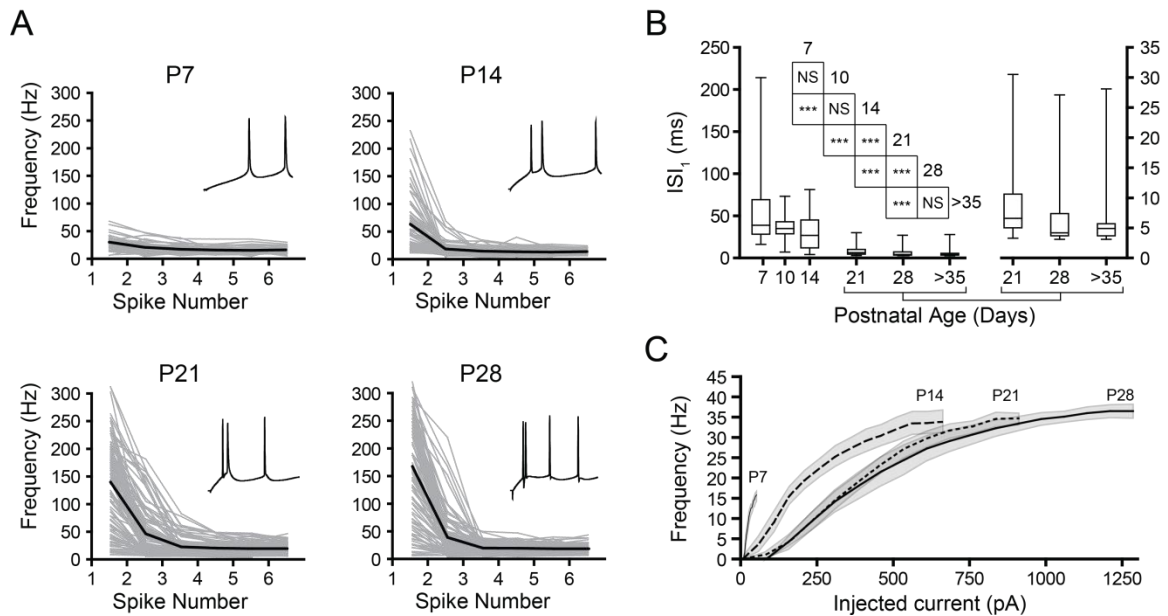 A
P7
Frequency (Hz)
300
250
200
150
100
50
0
1 2 3 4 5 6
Spike Number
P14
300
250
200
150
100
50
0
1 2 3 4 5 6
Spike Number
P21
Frequency (Hz)
300
250
200
150
100
50
0
1 2 3 4 5 6
Spike Number
P28
300
250
200
150
100
50
0
1 2 3 4 5 6
Spike Number
B
ISI1 (ms)
250
200
150
100
50
0
7
NS 10
*** NS 14
*** *** 21
*** *** 28
*** NS >35
35
30
25
20
15
10
5
0
7 10 14 21 28 >35 21 28 >35
Postnatal Age (Days)
C
Frequency (Hz)
45
40
35
30
25
20
15
10
5
0
P7
P14 P21 P28
0 250 500 750 1000 1250
Injected current (pA)